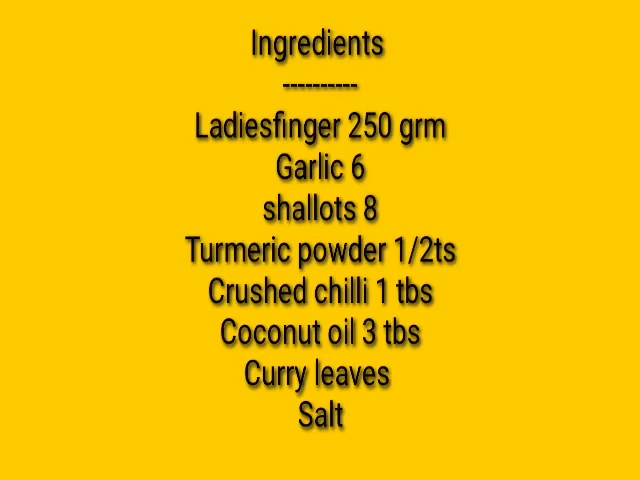 Ingredients
----------
Ladiesfinger 250 grm
Garlic 6
shallots 8
Turmeric powder 1/2ts
Crushed chilli 1 tbs
Coconut oil 3 tbs
Curry leaves
Salt